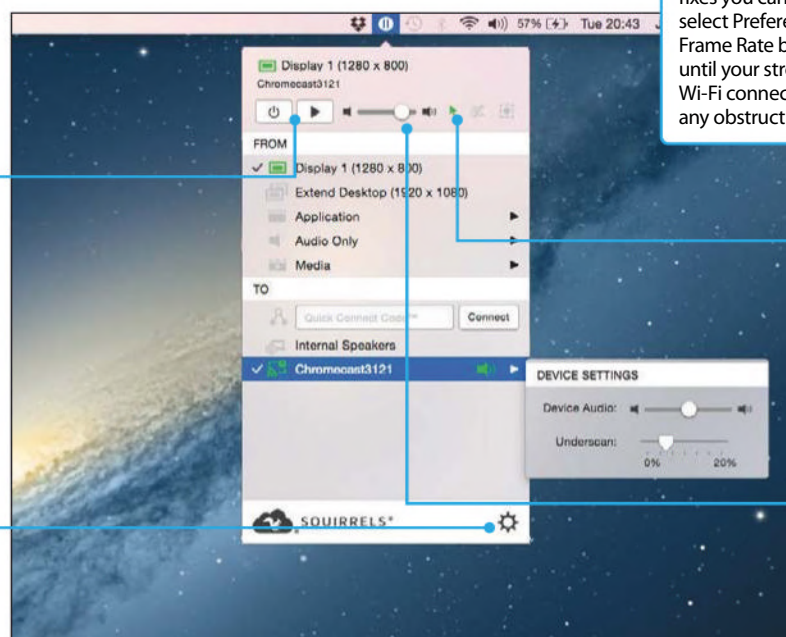 57%
Tue 20:43
fixes you can
select Prefere
Frame Rate b
until your stre
Wi-Fi connec
any obstruct
Display 1 (1280 x 800)
Chromecast3121
FROM
Display 1 (1280 x 800)
Extend Desktop (1920 x 1080)
Application
Audio Only
Media
TO
Quick Connect Code™
Connect
Internal Speakers
Chromecast3121
DEVICE SETTINGS
Device Audio:
Underscan:
0% 20%
SQUIRRELS